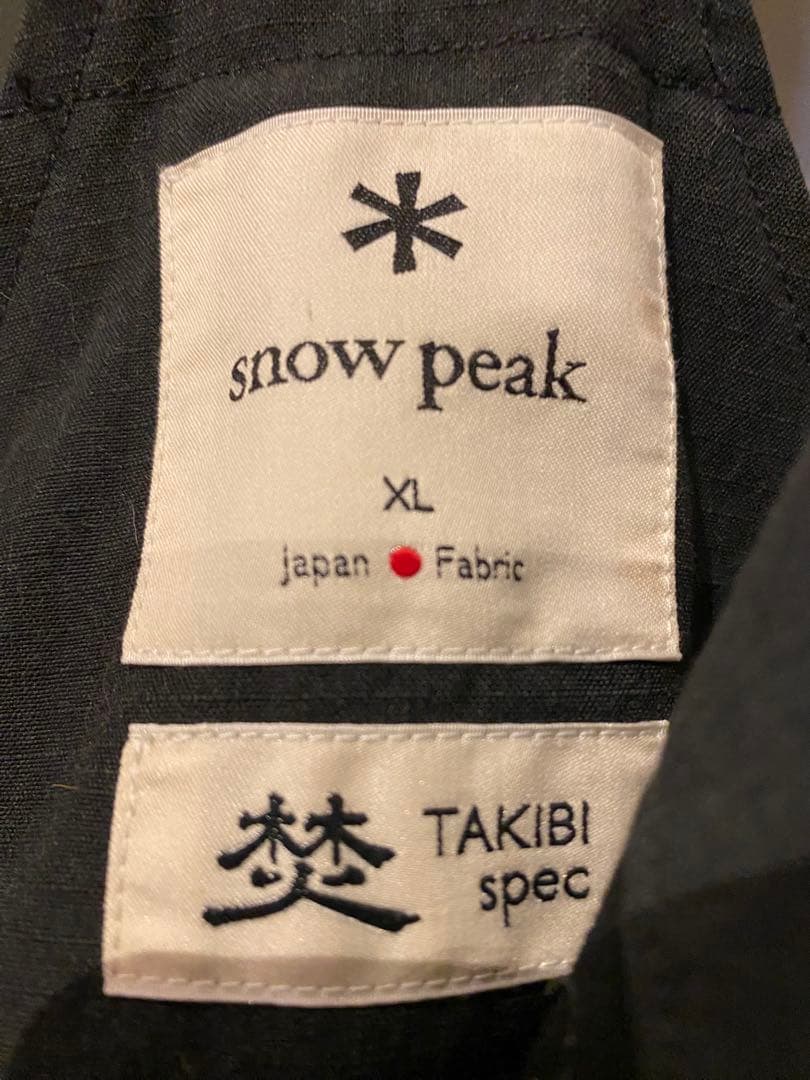 snow peak
XL
japan Fabric
焚 TAKIBI
spec